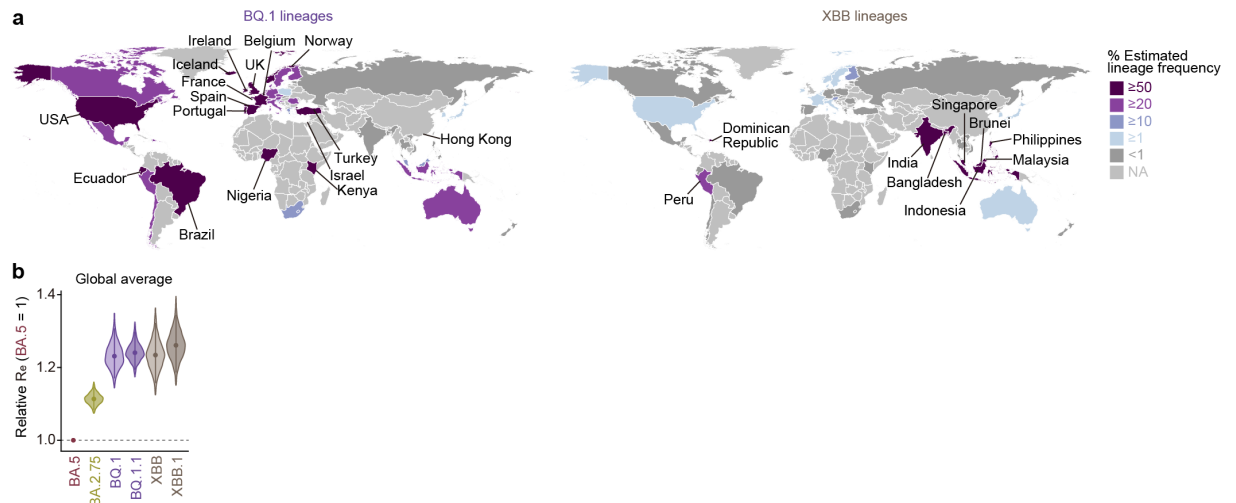 a
BQ.1 lineages
Ireland
Belgium
Norway
Iceland
UK
France
Spain
Portugal
USA
Hong Kong
Turkey
Israel
Kenya
Nigeria
Ecuador
Brazil
XBB lineages
Singapore
Brunei
Dominican
Republic
Philippines
Malaysia
India
Bangladesh
Peru
Indonesia
% Estimated
lineage frequency
≥50
≥20
≥10
≥1
<1
NA
b
Global average
Relative Re (BA.5 = 1)
1.4
1.2
1.0
BA.5
BA.2.75
BQ.1
BQ.1.1
XBB
XBB.1